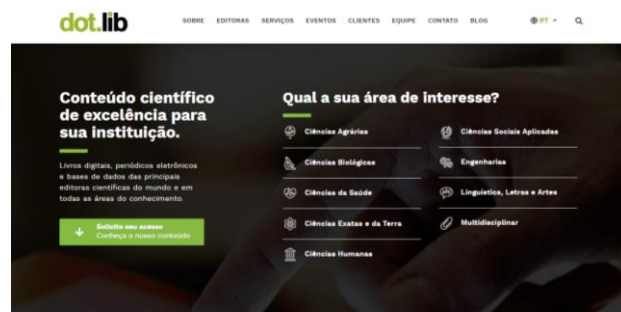 dot.lib
SOBRE EDITORAS SERVIÇOS EVENTOS CLIENTES EQUIPE CONTATO BLOG PT
Conteúdo científico
de excelência para
sua instituição.
Livros digitais, periódicos eletrônicos
e bases de dados das principais
editoras científicas do mundo e em
todas as áreas do conhecimento.
Solicite seu acesso
Conheça o nosso conteúdo
Qual a sua área de interesse?
Ciências Agrárias
Ciências Biológicas
Ciências da Saúde
Ciências Exatas e da Terra
Ciências Humanas
Ciências Sociais Aplicadas
Engenharias
Linguística, Letras e Artes
Multidisciplinar